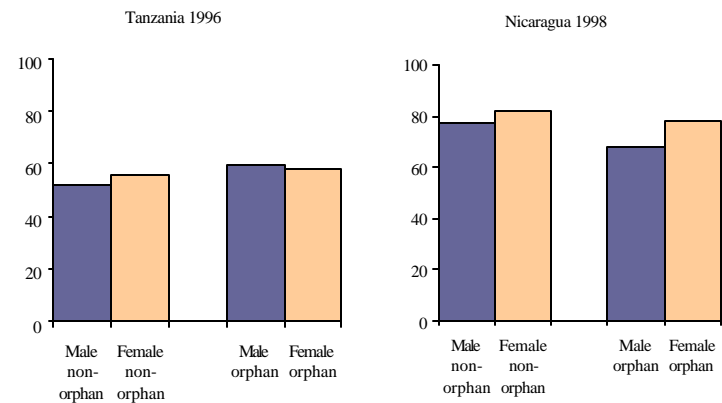 Tanzania 1996
100
80
60
40
20
0
Male Female
non- non-
orphan orphan
Male Female
orphan orphan
Nicaragua 1998
100
80
60
40
20
0
Male Female
non- non-
orphan orphan
Male Female
orphan orphan